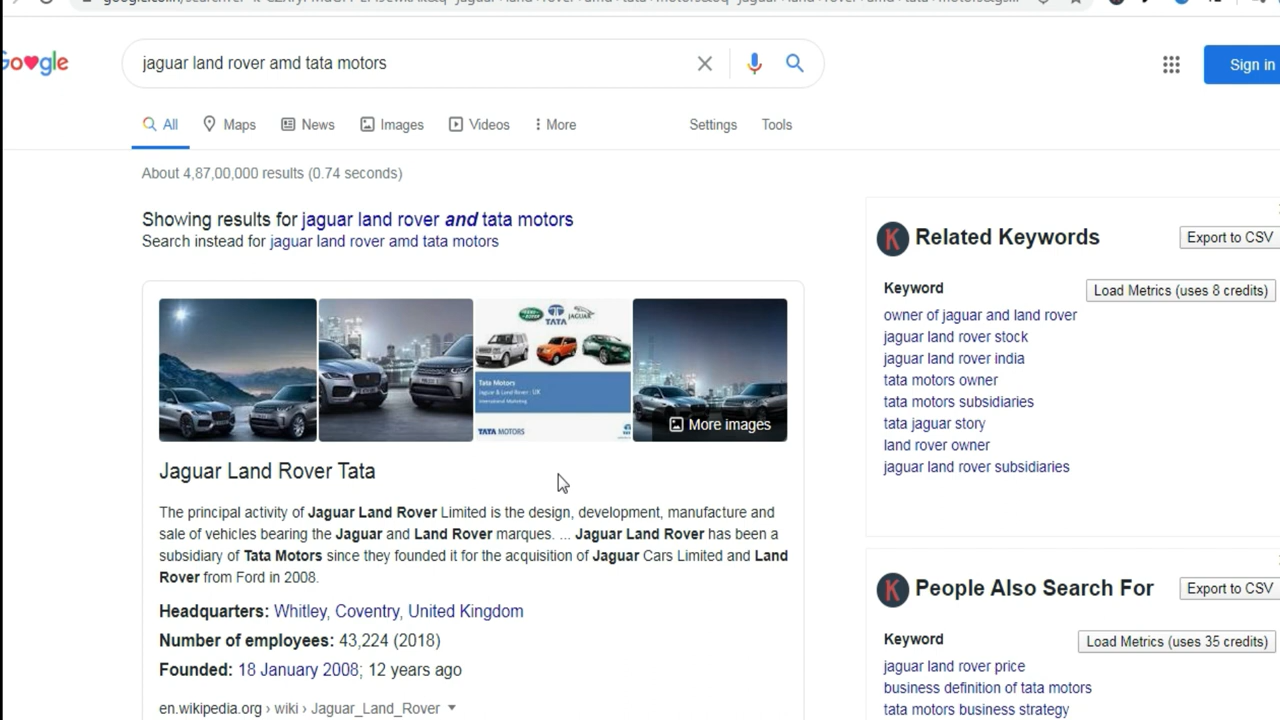 Google
jaguar land rover amd tata motors
Sign in
All
Maps
News
Images
Videos
More
Settings
Tools
About 4,87,00,000 results (0.74 seconds)
Showing results for jaguar land rover and tata motors
Search instead for jaguar land rover amd tata motors
TATA
JAGUAR
Tata Motors
Jaguar & Land Rover : UK
International Marketing
TATA MOTORS
More images
Jaguar Land Rover Tata
The principal activity of Jaguar Land Rover Limited is the design, development, manufacture and
sale of vehicles bearing the Jaguar and Land Rover marques. ... Jaguar Land Rover has been a
subsidiary of Tata Motors since they founded it for the acquisition of Jaguar Cars Limited and Land
Rover from Ford in 2008.
Headquarters: Whitley, Coventry, United Kingdom
Number of employees: 43,224 (2018)
Founded: 18 January 2008; 12 years ago
en.wikipedia.org › wiki › Jaguar_Land_Rover
K Related Keywords
Export to CSV
Keyword
Load Metrics (uses 8 credits)
owner of jaguar and land rover
jaguar land rover stock
jaguar land rover india
tata motors owner
tata motors subsidiaries
tata jaguar story
land rover owner
jaguar land rover subsidiaries
K People Also Search For
Export to CSV
Keyword
Load Metrics (uses 35 credits)
jaguar land rover price
business definition of tata motors
tata motors business strategy